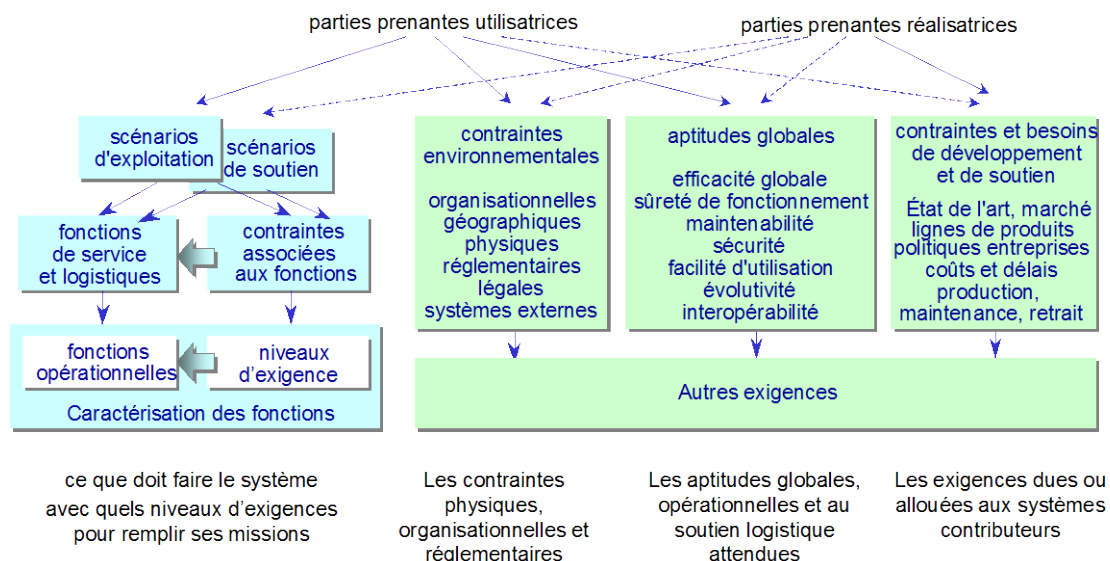 parties prenantes utilisatrices
parties prenantes réalisatrices
scénarios
d'exploitation
scénarios
de soutien
fonctions
de service
et logistiques
contraintes
associées
aux fonctions
fonctions
opérationnelles
niveaux
d’exigence
Caractérisation des fonctions
contraintes
environnementales
organisationnelles
géographiques
physiques
réglementaires
légales
systèmes externes
aptitudes globales
efficacité globale
sûreté de fonctionnement
maintenabilité
sécurité
facilité d'utilisation
évolutivité
interopérabilité
contraintes et besoins
de développement
et de soutien
État de l'art, marché
lignes de produits
politiques entreprises
coûts et délais
production,
maintenance, retrait
Autres exigences
ce que doit faire le système
avec quels niveaux d’exigences
pour remplir ses missions
Les contraintes
physiques,
organisationnelles et
réglementaires
Les aptitudes globales,
opérationnelles et au
soutien logistique
attendues
Les exigences dues ou
allouées aux systèmes
contributeurs